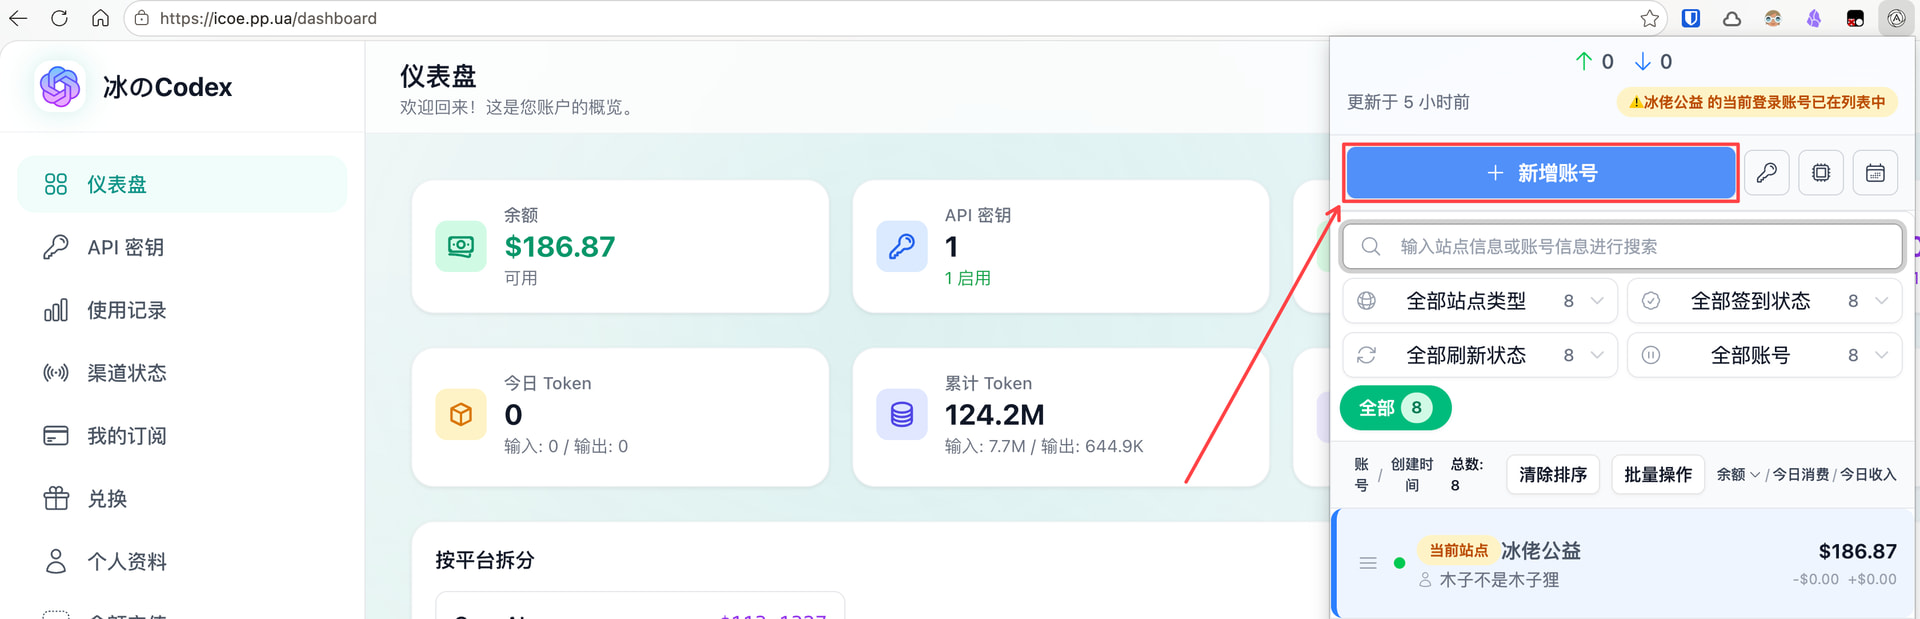 https://icoe.pp.ua/dashboard
冰のCodex
仪表盘
API 密钥
使用记录
渠道状态
我的订阅
兑换
个人资料
仪表盘
欢迎回来！这是您账户的概览。
余额
$186.87
可用
API 密钥
1
1 启用
今日 Token
0
输入: 0 / 输出: 0
累计 Token
124.2M
输入: 7.7M / 输出: 644.9K
按平台拆分
↑ 0 ↓ 0
更新于 5 小时前
⚠冰佬公益 的当前登录账号已在列表中
+ 新增账号
输入站点信息或账号信息进行搜索
全部站点类型 8
全部签到状态 8
全部刷新状态 8
全部账号 8
全部 8
账号 / 创建时间 总数: 8
清除排序
批量操作
余额 / 今日消费 / 今日收入
当前站点 冰佬公益
$186.87
木子不是木子狸
-$0.00 +$0.00